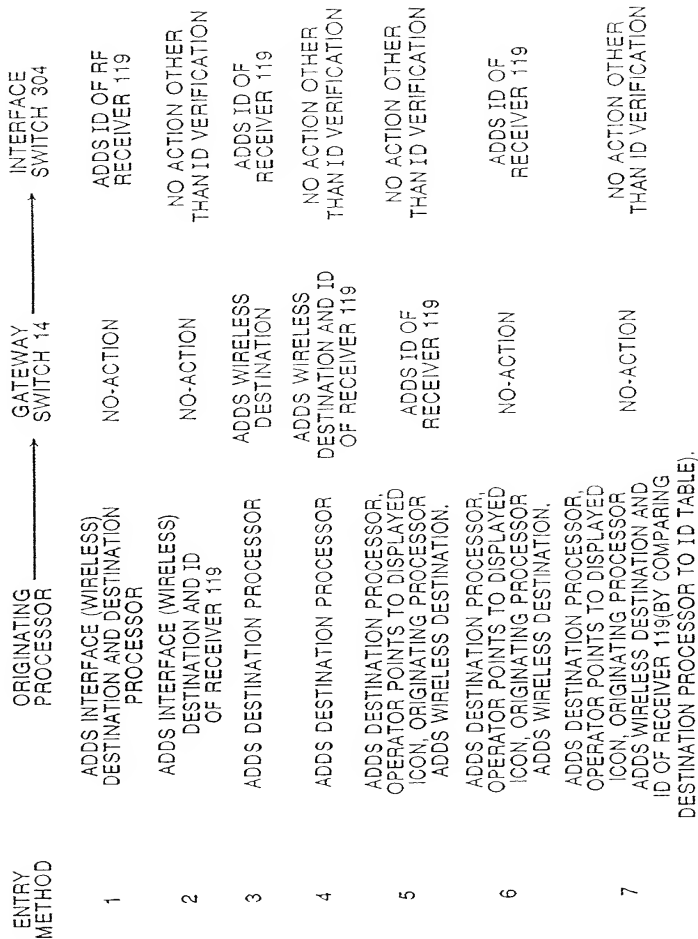 ENTRY
METHOD
ORIGINATING
PROCESSOR
GATEWAY
SWITCH 14
INTERFACE
SWITCH 304
1
ADDS INTERFACE (WIRELESS)
DESTINATION AND DESTINATION
PROCESSOR
NO-ACTION
ADDS ID OF RF
RECEIVER 119
2
ADDS INTERFACE (WIRELESS)
DESTINATION AND ID
OF RECEIVER 119
NO-ACTION
NO ACTION OTHER
THAN ID VERIFICATION
3
ADDS DESTINATION PROCESSOR
ADDS WIRELESS
DESTINATION
ADDS ID OF
RECEIVER 119
4
ADDS DESTINATION PROCESSOR
ADDS WIRELESS
DESTINATION AND ID
OF RECEIVER 119
NO ACTION OTHER
THAN ID VERIFICATION
5
ADDS DESTINATION PROCESSOR,
OPERATOR POINTS TO DISPLAYED
ICON, ORIGINATING PROCESSOR
ADDS WIRELESS DESTINATION.
ADDS ID OF
RECEIVER 119
NO ACTION OTHER
THAN ID VERIFICATION
6
ADDS DESTINATION PROCESSOR,
OPERATOR POINTS TO DISPLAYED
ICON, ORIGINATING PROCESSOR
ADDS WIRELESS DESTINATION.
NO-ACTION
ADDS ID OF
RECEIVER 119
7
ADDS DESTINATION PROCESSOR,
OPERATOR POINTS TO DISPLAYED
ICON, ORIGINATING PROCESSOR
ADDS WIRELESS DESTINATION AND
ID OF RECEIVER 119(BY COMPARING
DESTINATION PROCESSOR TO ID TABLE).
NO-ACTION
NO ACTION OTHER
THAN ID VERIFICATION